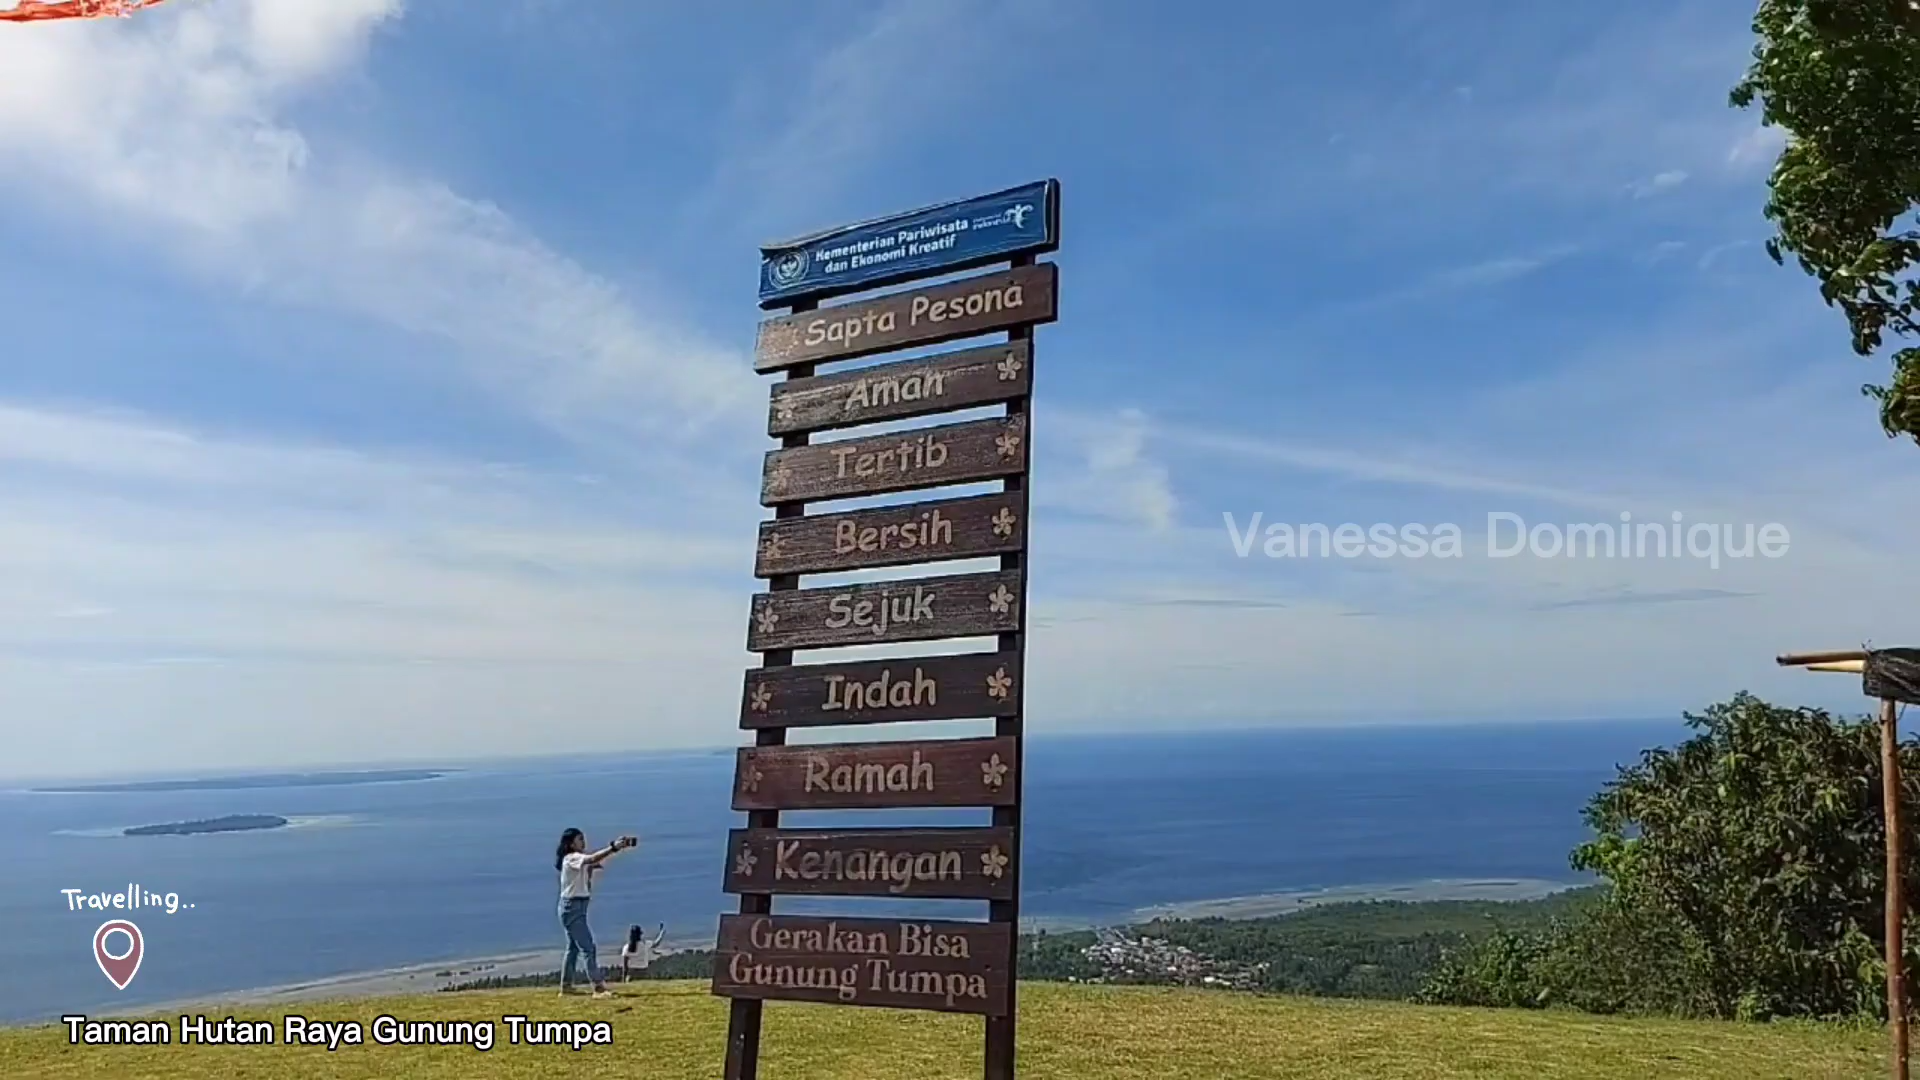 Kementerian Pariwisata
dan Ekonomi Kreatif
indonesia
Sapta Pesona
Aman
Tertib
Bersih
Sejuk
Indah
Ramah
Kenangan
Gerakan Bisa
Gunung Tumpa
Vanessa Dominique
Travelling..
Taman Hutan Raya Gunung Tumpa